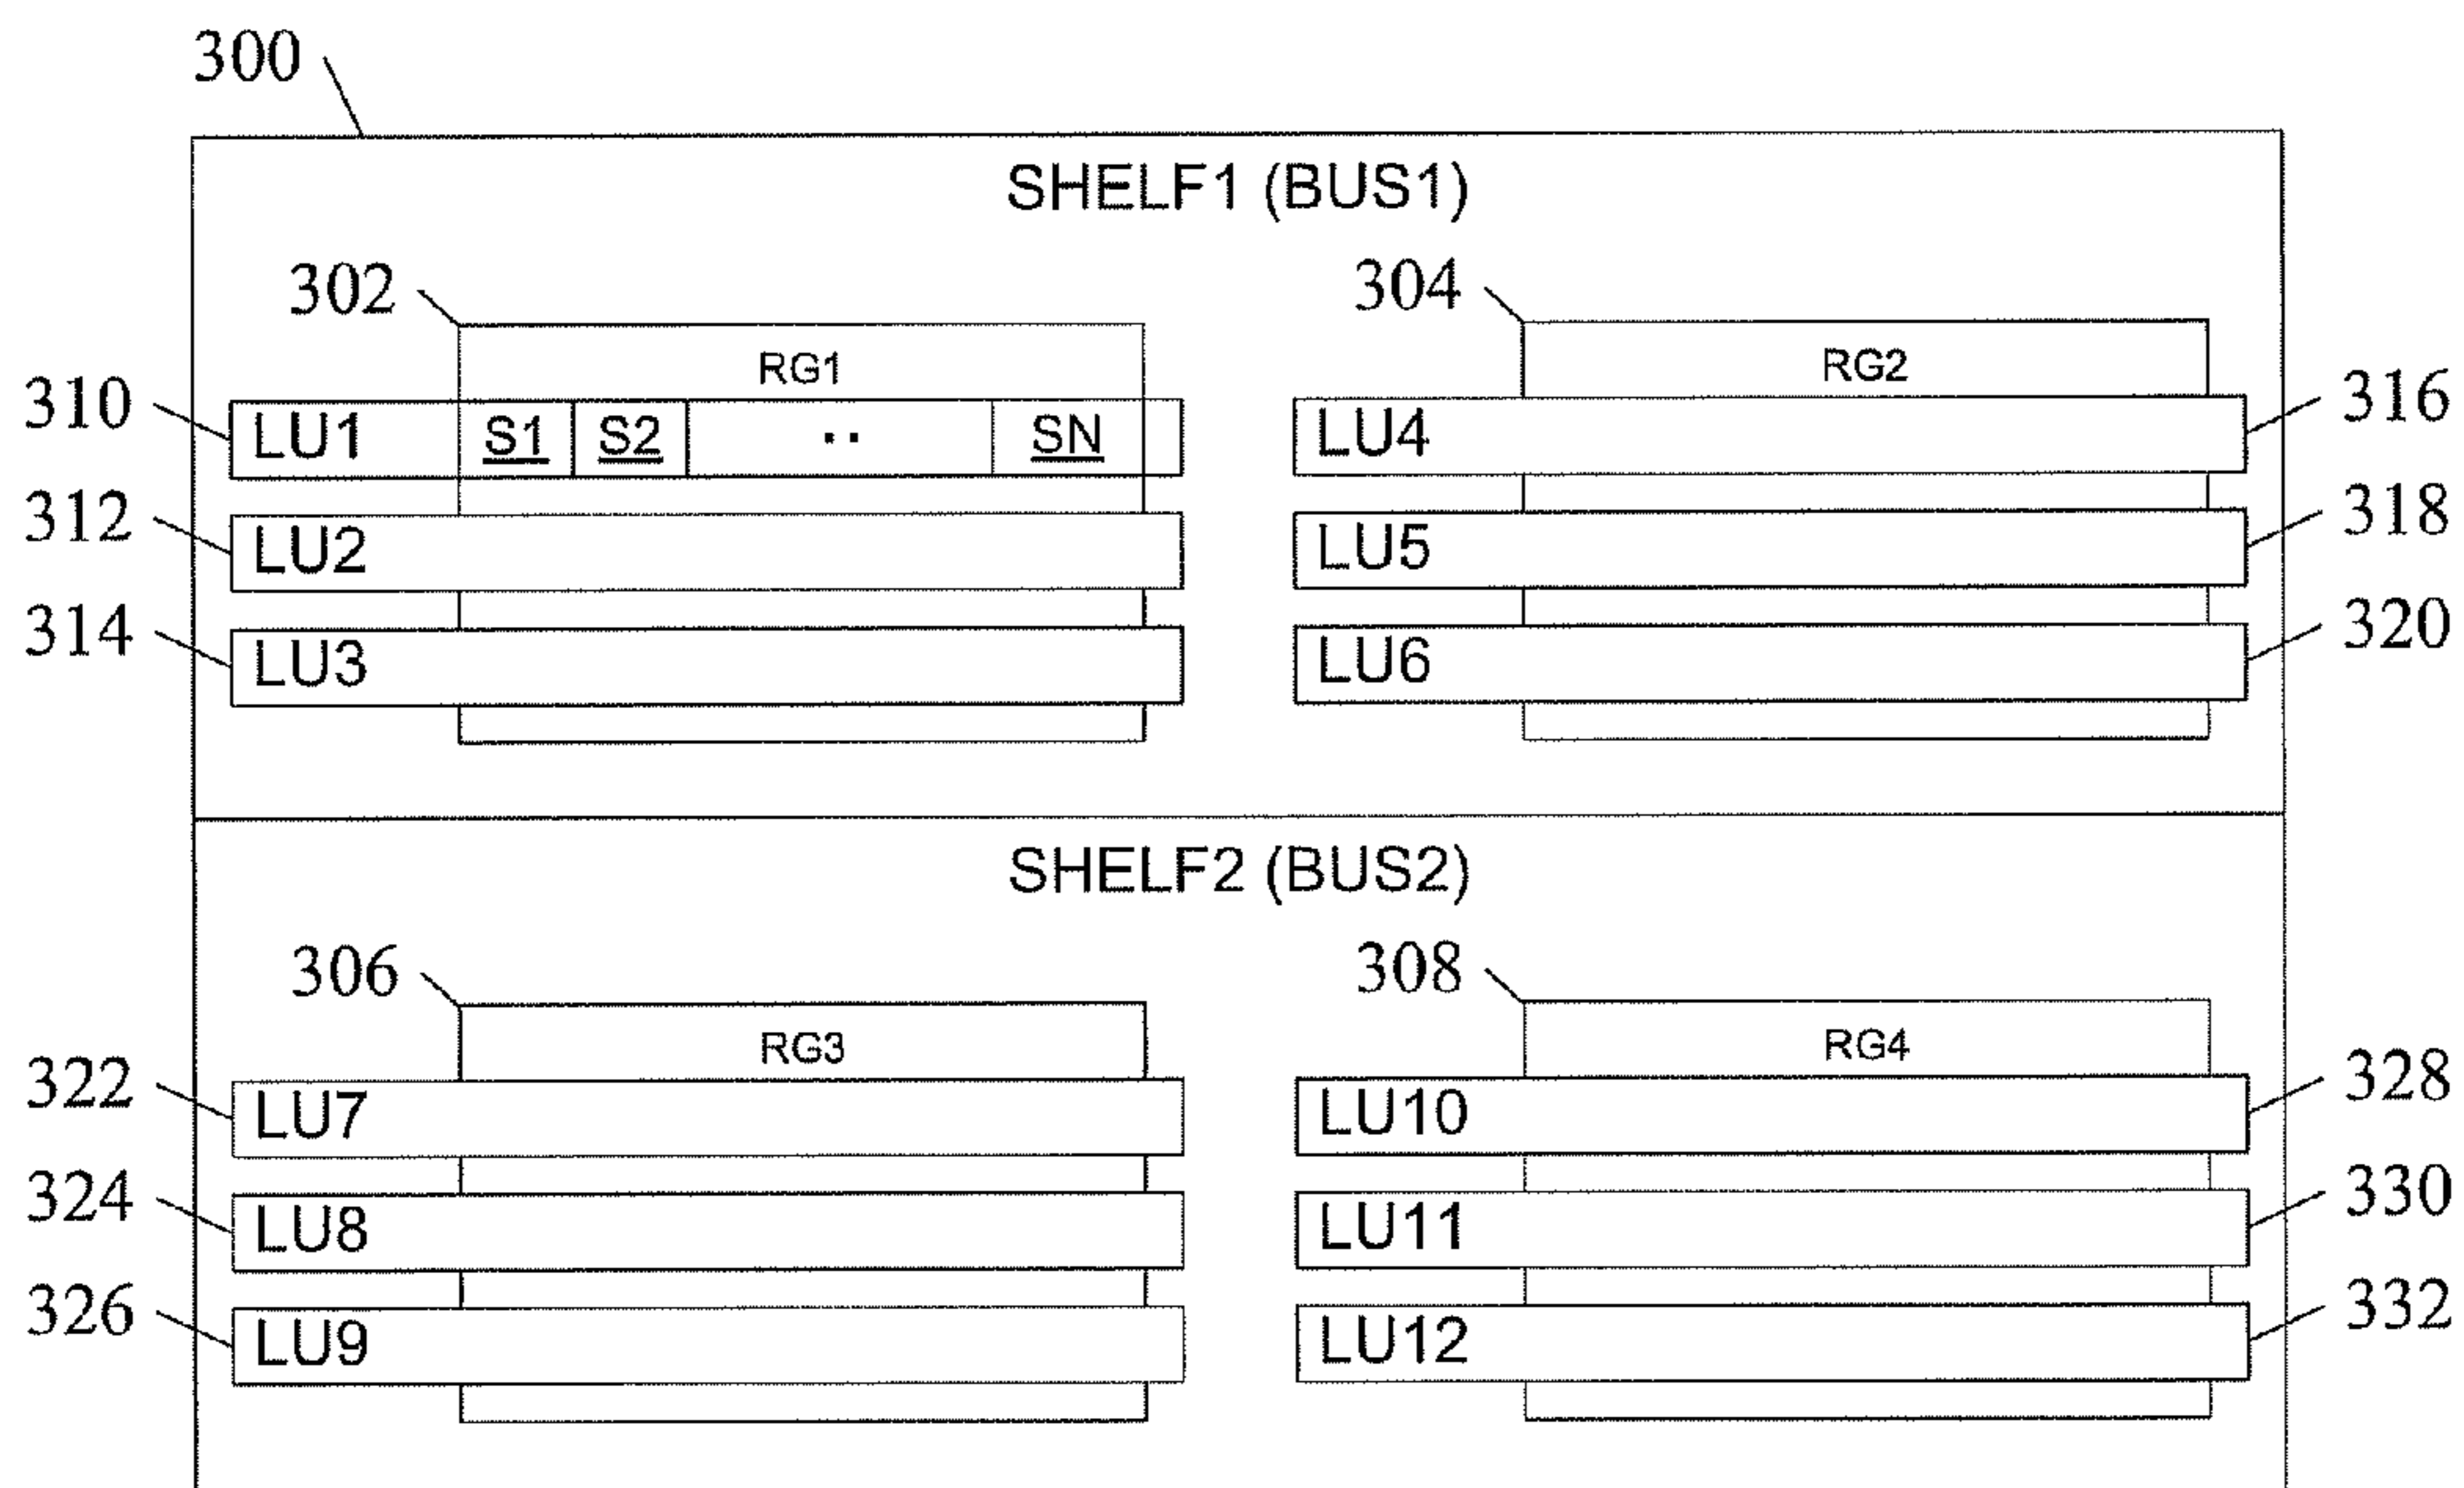 300
SHELF1 (BUS1)
302
304
RG1
RG2
310
LU1 S1 S2 .. SN
LU4
316
312
LU2
LU5
318
314
LU3
LU6
320
SHELF2 (BUS2)
306
308
RG3
RG4
322
LU7
LU10
328
324
LU8
LU11
330
326
LU9
LU12
332